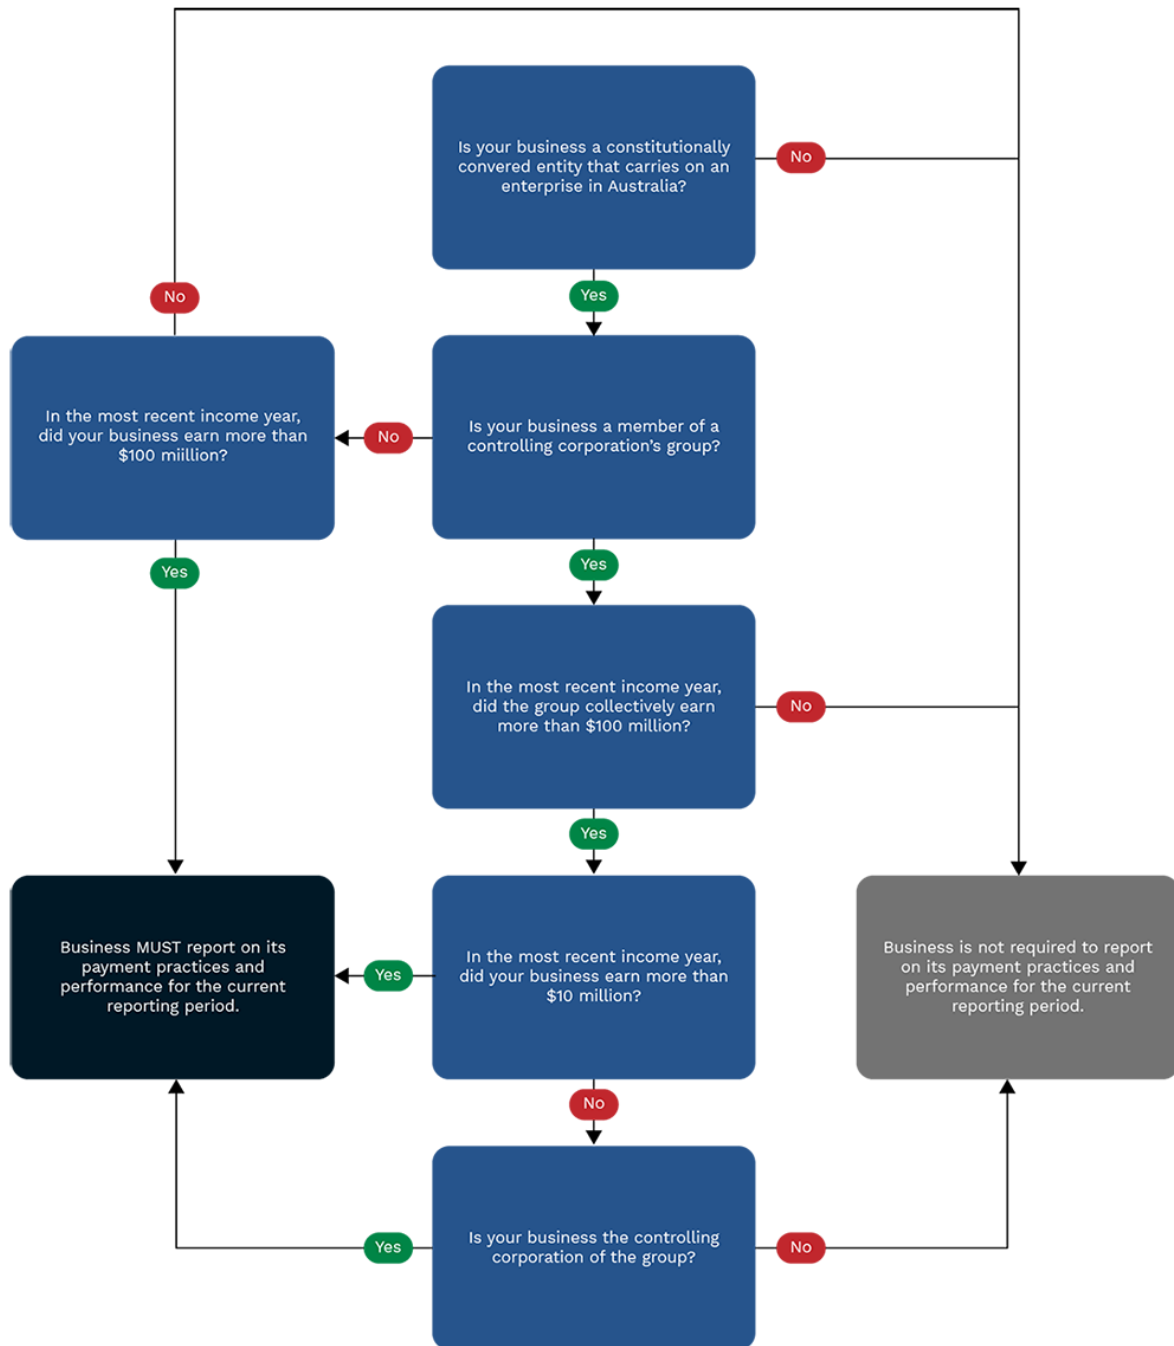 Is your business a constitutionally
convered entity that carries on an
enterprise in Australia?
No
Yes
No
In the most recent income year,
did your business earn more than
$100 miillion?
No
Is your business a member of a
controlling corporation’s group?
Yes
Yes
In the most recent income year,
did the group collectively earn
more than $100 million?
No
Yes
Business MUST report on its
payment practices and
performance for the current
reporting period.
Yes
In the most recent income year,
did your business earn more than
$10 million?
Business is not required to report
on its payment practices and
performance for the current
reporting period.
No
Yes
Is your business the controlling
corporation of the group?
No